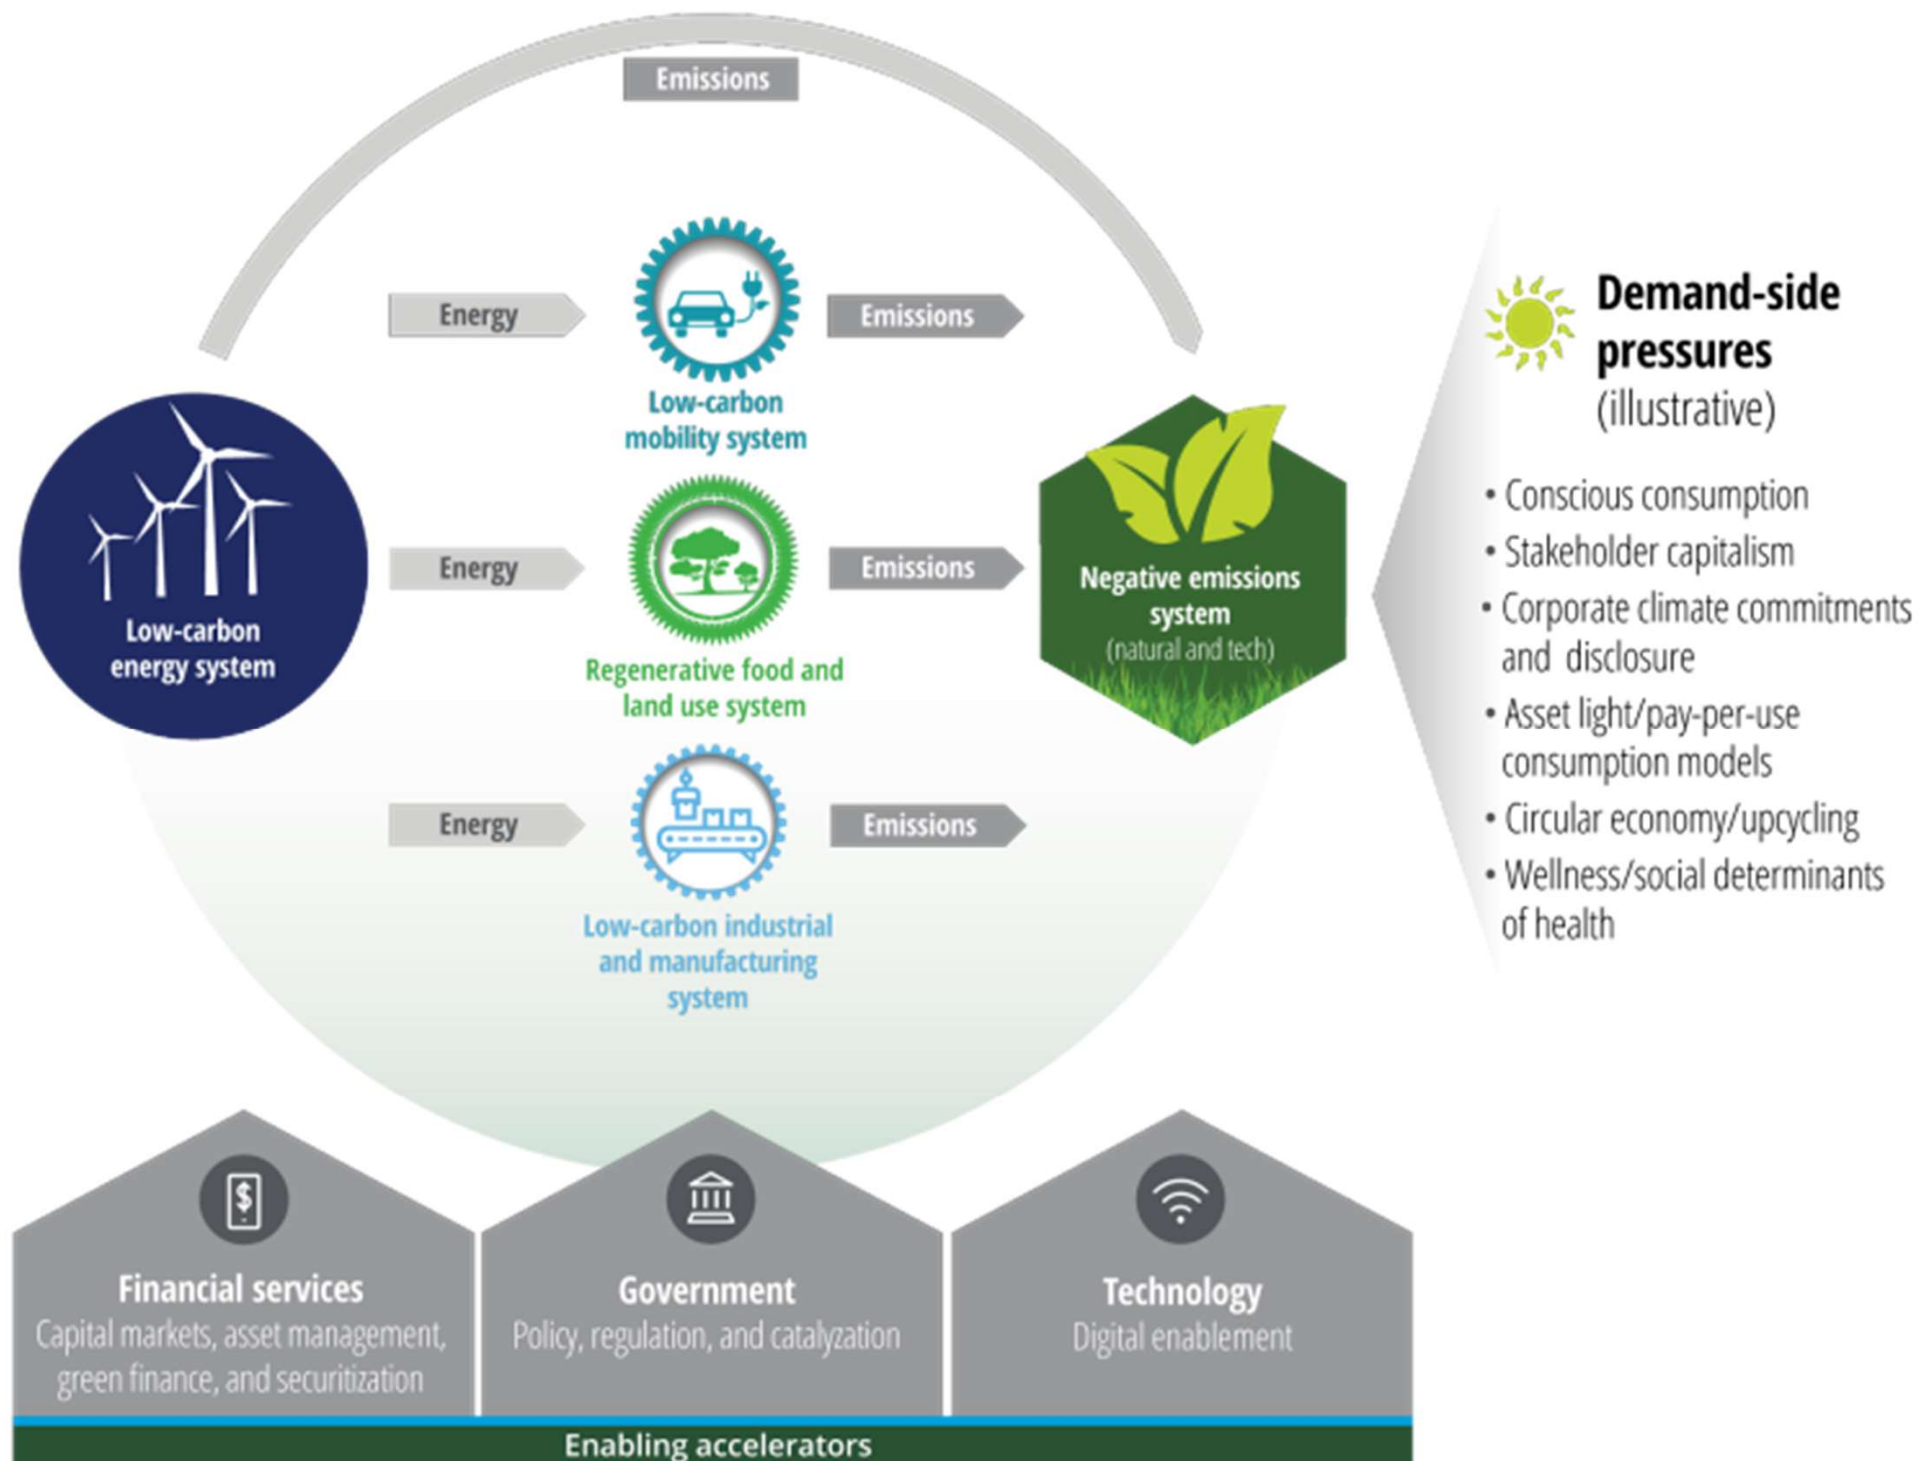 Emissions
Energy
Emissions
Low-carbon
mobility system
Energy
Emissions
Low-carbon
energy system
Regenerative food and
land use system
Negative emissions
system
(natural and tech)
Energy
Emissions
Low-carbon industrial
and manufacturing
system
Demand-side
pressures
(illustrative)
• Conscious consumption
• Stakeholder capitalism
• Corporate climate commitments
and disclosure
• Asset light/pay-per-use
consumption models
• Circular economy/upcycling
• Wellness/social determinants
of health
Financial services
Capital markets, asset management,
green finance, and securitization
Government
Policy, regulation, and catalyzation
Technology
Digital enablement
Enabling accelerators